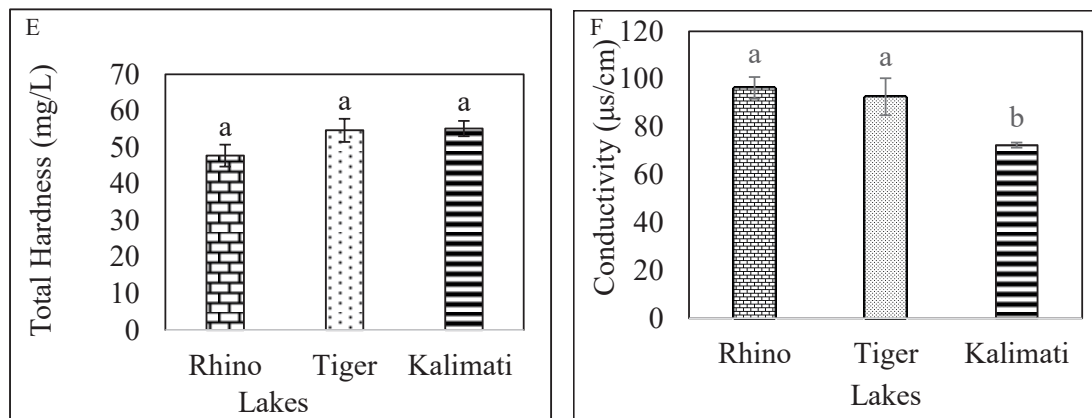 E
Total Hardness (mg/L)
70
60
50
40
30
20
10
0
a
a
a
Rhino Tiger Kalimati
Lakes
F
Conductivity (µs/cm)
120
100
80
60
40
20
0
a
a
b
Rhino Tiger Kalimati
Lakes